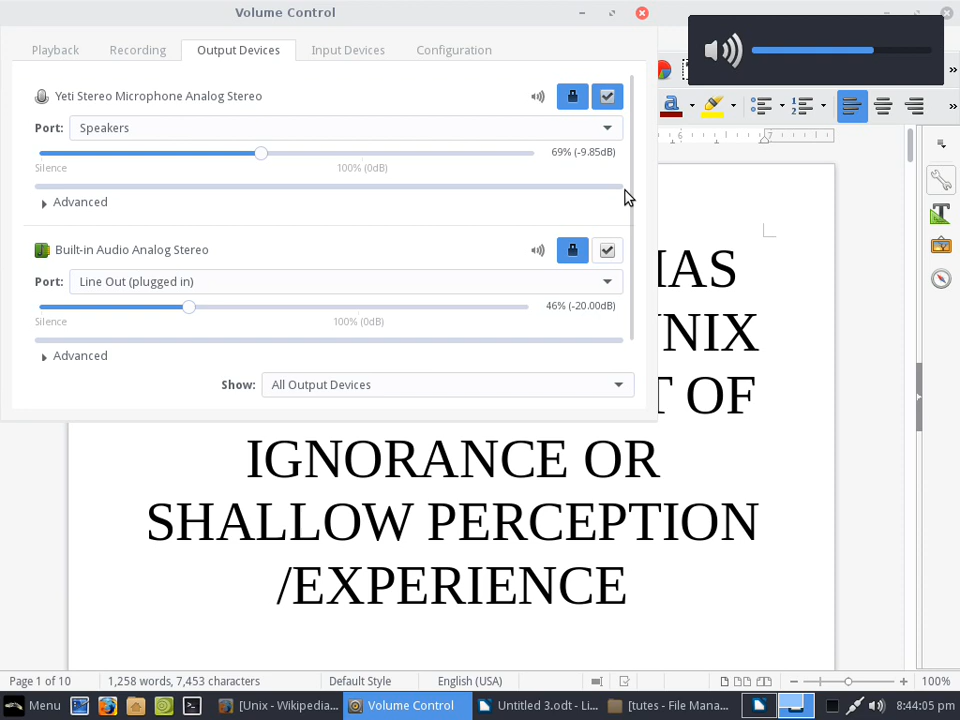 Volume Control
Playback
Recording
Output Devices
Input Devices
Configuration
Yeti Stereo Microphone Analog Stereo
Port:
Speakers
69% (-9.85dB)
Silence
100% (0dB)
Advanced
Built-in Audio Analog Stereo
Port:
Line Out (plugged in)
46% (-20.00dB)
Silence
100% (0dB)
Advanced
Show:
All Output Devices
a
»
»
6
7
NIX
OF
IGNORANCE OR
SHALLOW PERCEPTION
/EXPERIENCE
Page 1 of 10
1,258 words, 7,453 characters
Default Style
English (USA)
100%
Menu
[Unix - Wikipedia...
Volume Control
Untitled 3.odt - Li...
[tutes - File Mana...
8:44:05 pm